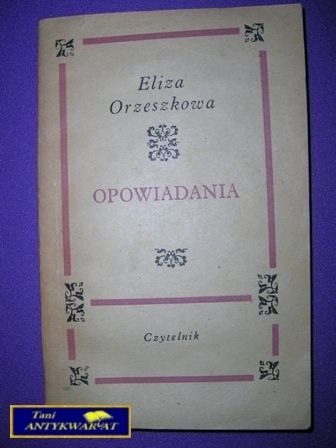 Eliza
Orzeszkowa
OPOWIADANIA
Czytelnik
Tani
ANTYKWARIAT